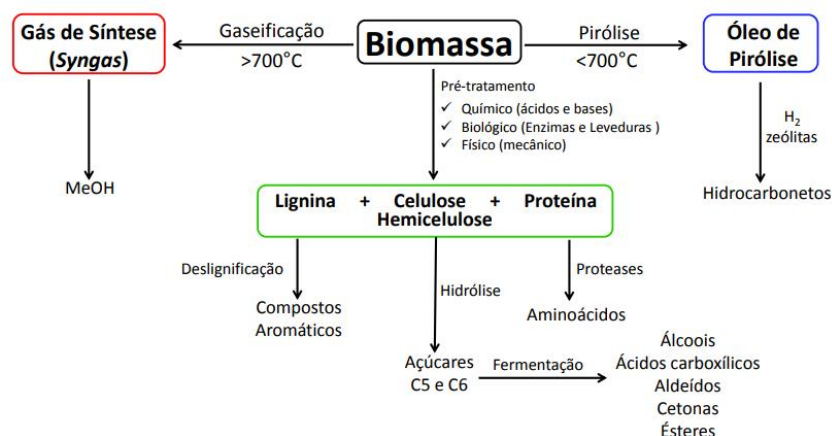 Gás de Síntese
(Syngas)
Gaseificação
>700°C
Biomassa
Pirólise
<700°C
Óleo de
Pirólise
Pré-tratamento
✓ Químico (ácidos e bases)
✓ Biológico (Enzimas e Leveduras )
✓ Físico (mecânico)
H₂
zeólitas
MeOH
Hidrocarbonetos
Lignina + Celulose + Proteína
Hemicelulose
Deslignificação
Hidrólise
Proteases
Compostos
Aromáticos
Aminoácidos
Açúcares
C5 e C6
Fermentação
Álcoois
Ácidos carboxílicos
Aldeídos
Cetonas
Ésteres